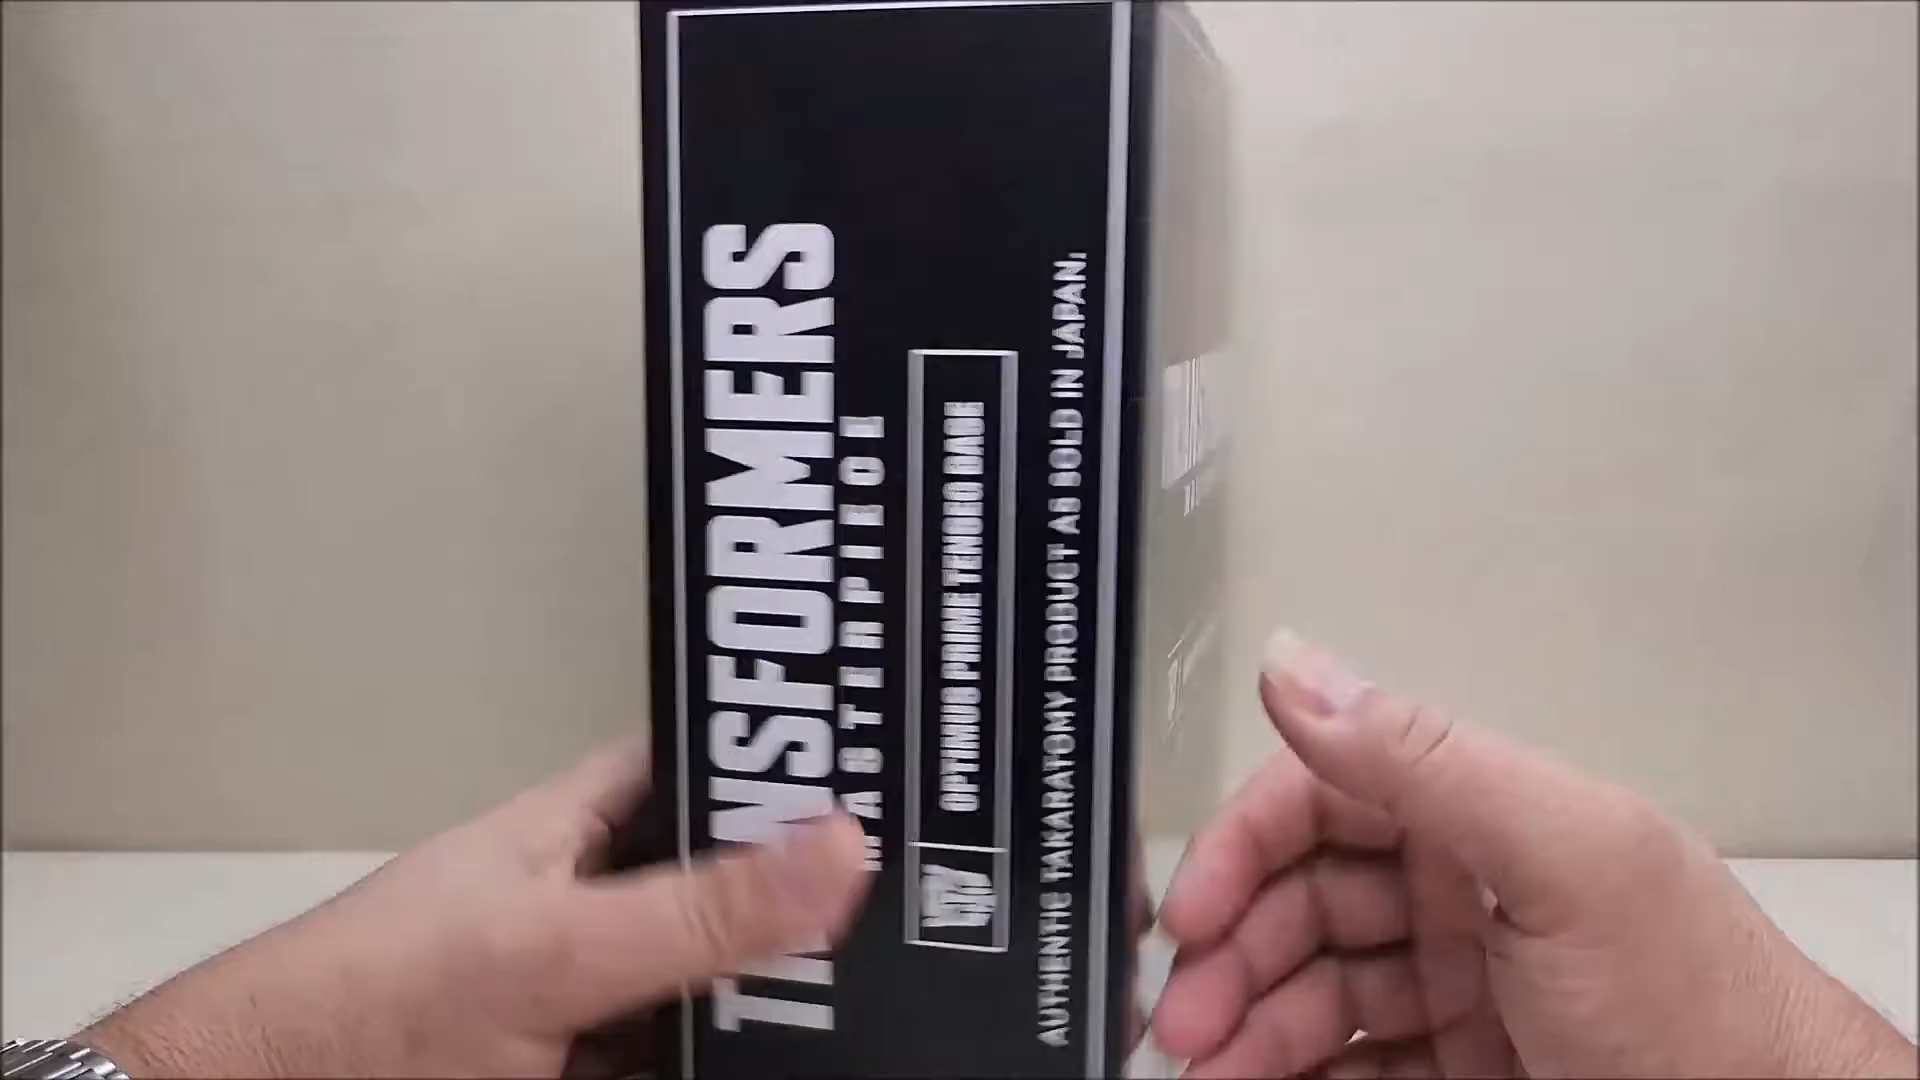 TRANSFORMERS
MASTERPIECE
OPTIMUS PRIME TENSEG BASE
AUTHENTIC TAKARATOMY PRODUCT AS SOLD IN JAPAN.